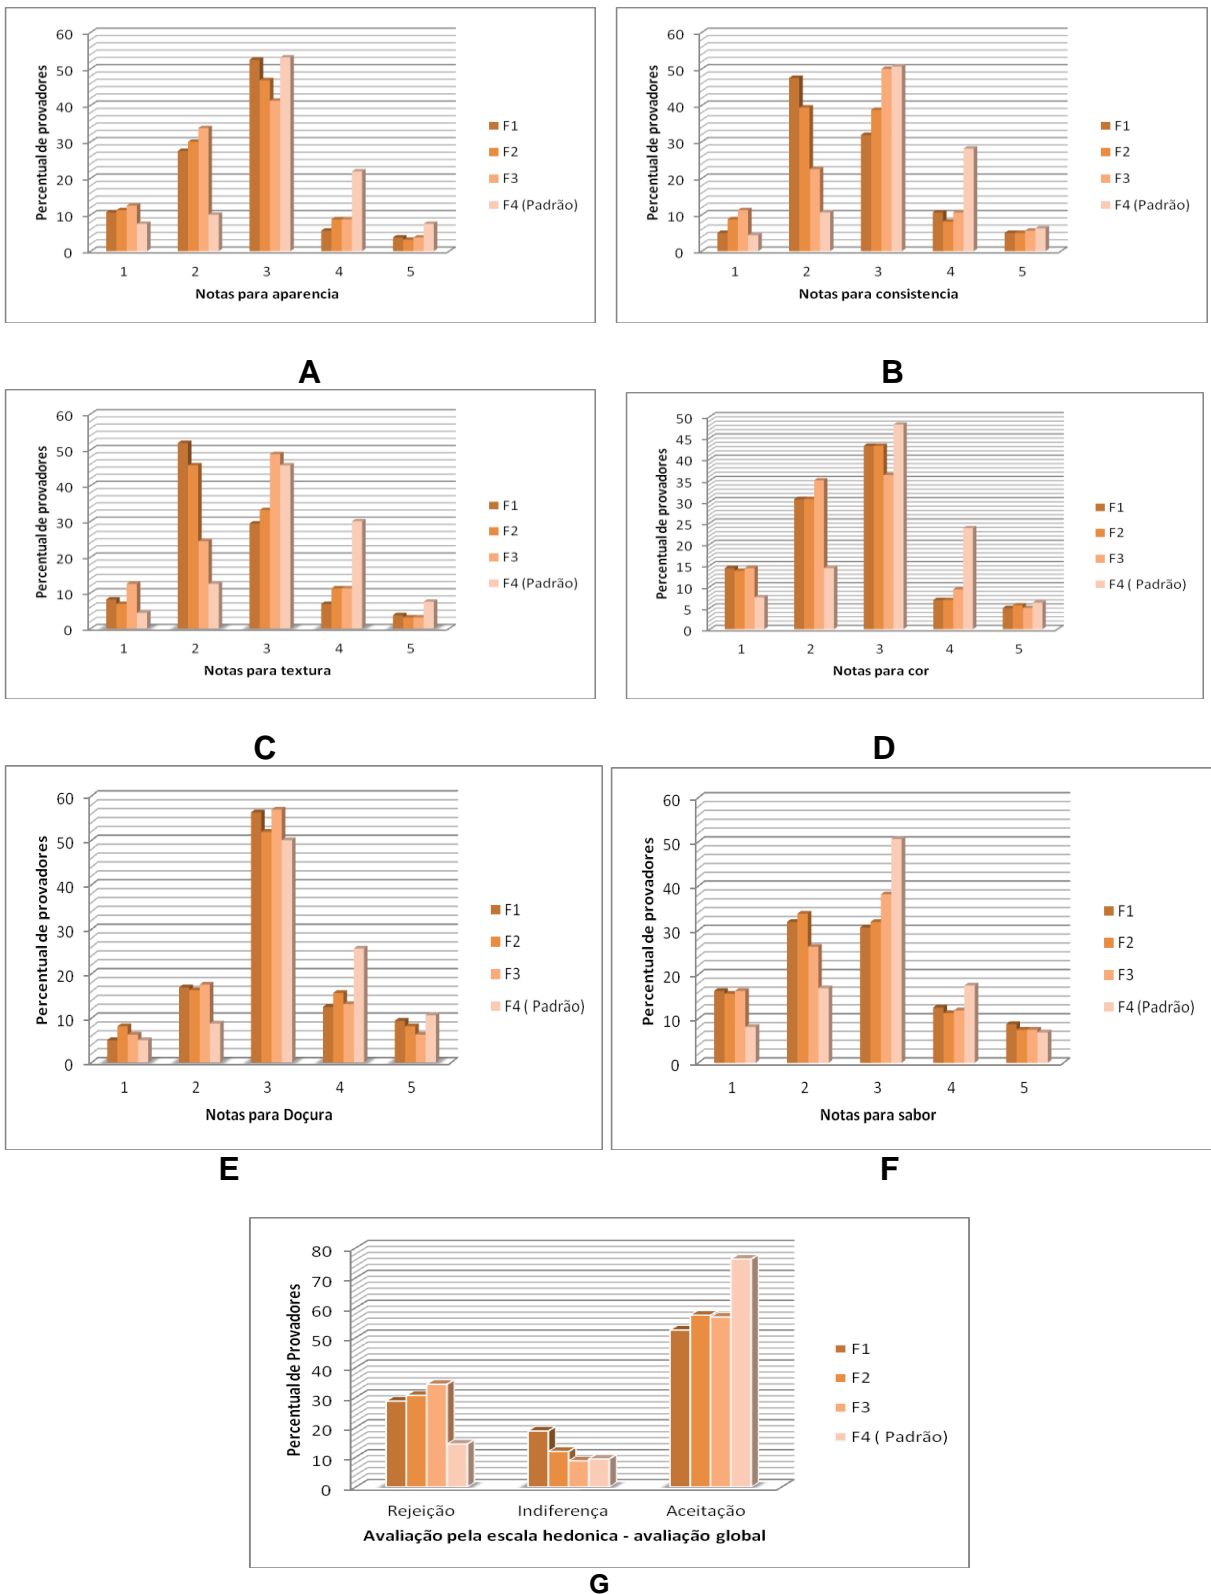 Percentual de provadores
60
50
40
30
20
10
0
1 2 3 4 5
Notas para aparencia
F1
F2
F3
F4 (Padrão)
A
Percentual de provadores
60
50
40
30
20
10
0
1 2 3 4 5
Notas para consistencia
F1
F2
F3
F4 (Padrão)
B
Percentual de provadores
60
50
40
30
20
10
0
1 2 3 4 5
Notas para textura
F1
F2
F3
F4 (Padrão)
C
Percentual de provadores
50
45
40
35
30
25
20
15
10
5
0
1 2 3 4 5
Notas para cor
F1
F2
F3
F4 ( Padrão)
D
Percentual de provadores
60
50
40
30
20
10
0
1 2 3 4 5
Notas para Doçura
F1
F2
F3
F4 ( Padrão)
E
Percentual de provadores
60
50
40
30
20
10
0
1 2 3 4 5
Notas para sabor
F1
F2
F3
F4 (Padrão)
F
Percentual de Provadores
80
70
60
50
40
30
20
10
0
Rejeição Indiferença Aceitação
Avaliação pela escala hedonica - avaliação global
F1
F2
F3
F4 ( Padrão)
G